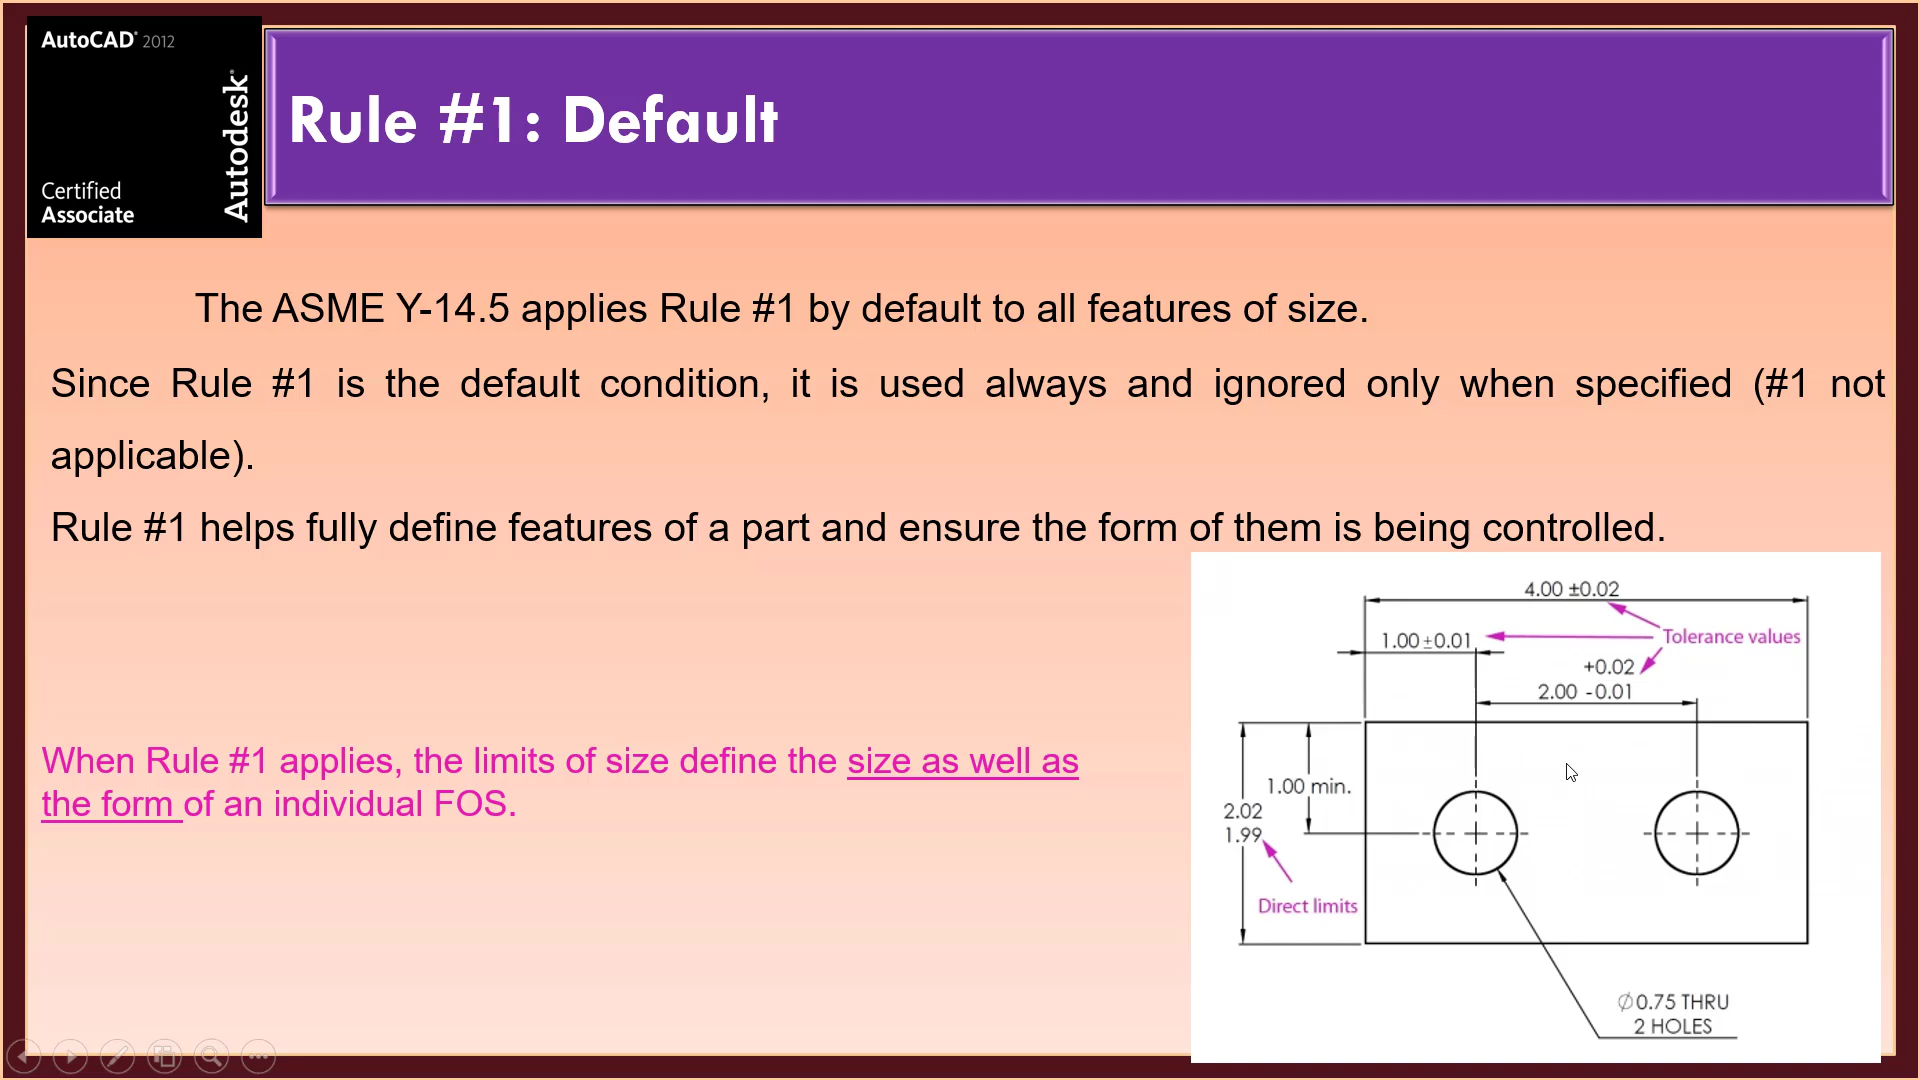 AutoCAD® 2012
Autodesk®
Certified
Associate
Rule #1: Default
The ASME Y-14.5 applies Rule #1 by default to all features of size.
Since Rule #1 is the default condition, it is used always and ignored only when specified (#1 not
applicable).
Rule #1 helps fully define features of a part and ensure the form of them is being controlled.
When Rule #1 applies, the limits of size define the size as well as
the form of an individual FOS.
4.00 ±0.02
1.00±0.01
Tolerance values
+0.02
2.00 -0.01
1.00 min.
2.02
1.99
Direct limits
∅0.75 THRU
2 HOLES